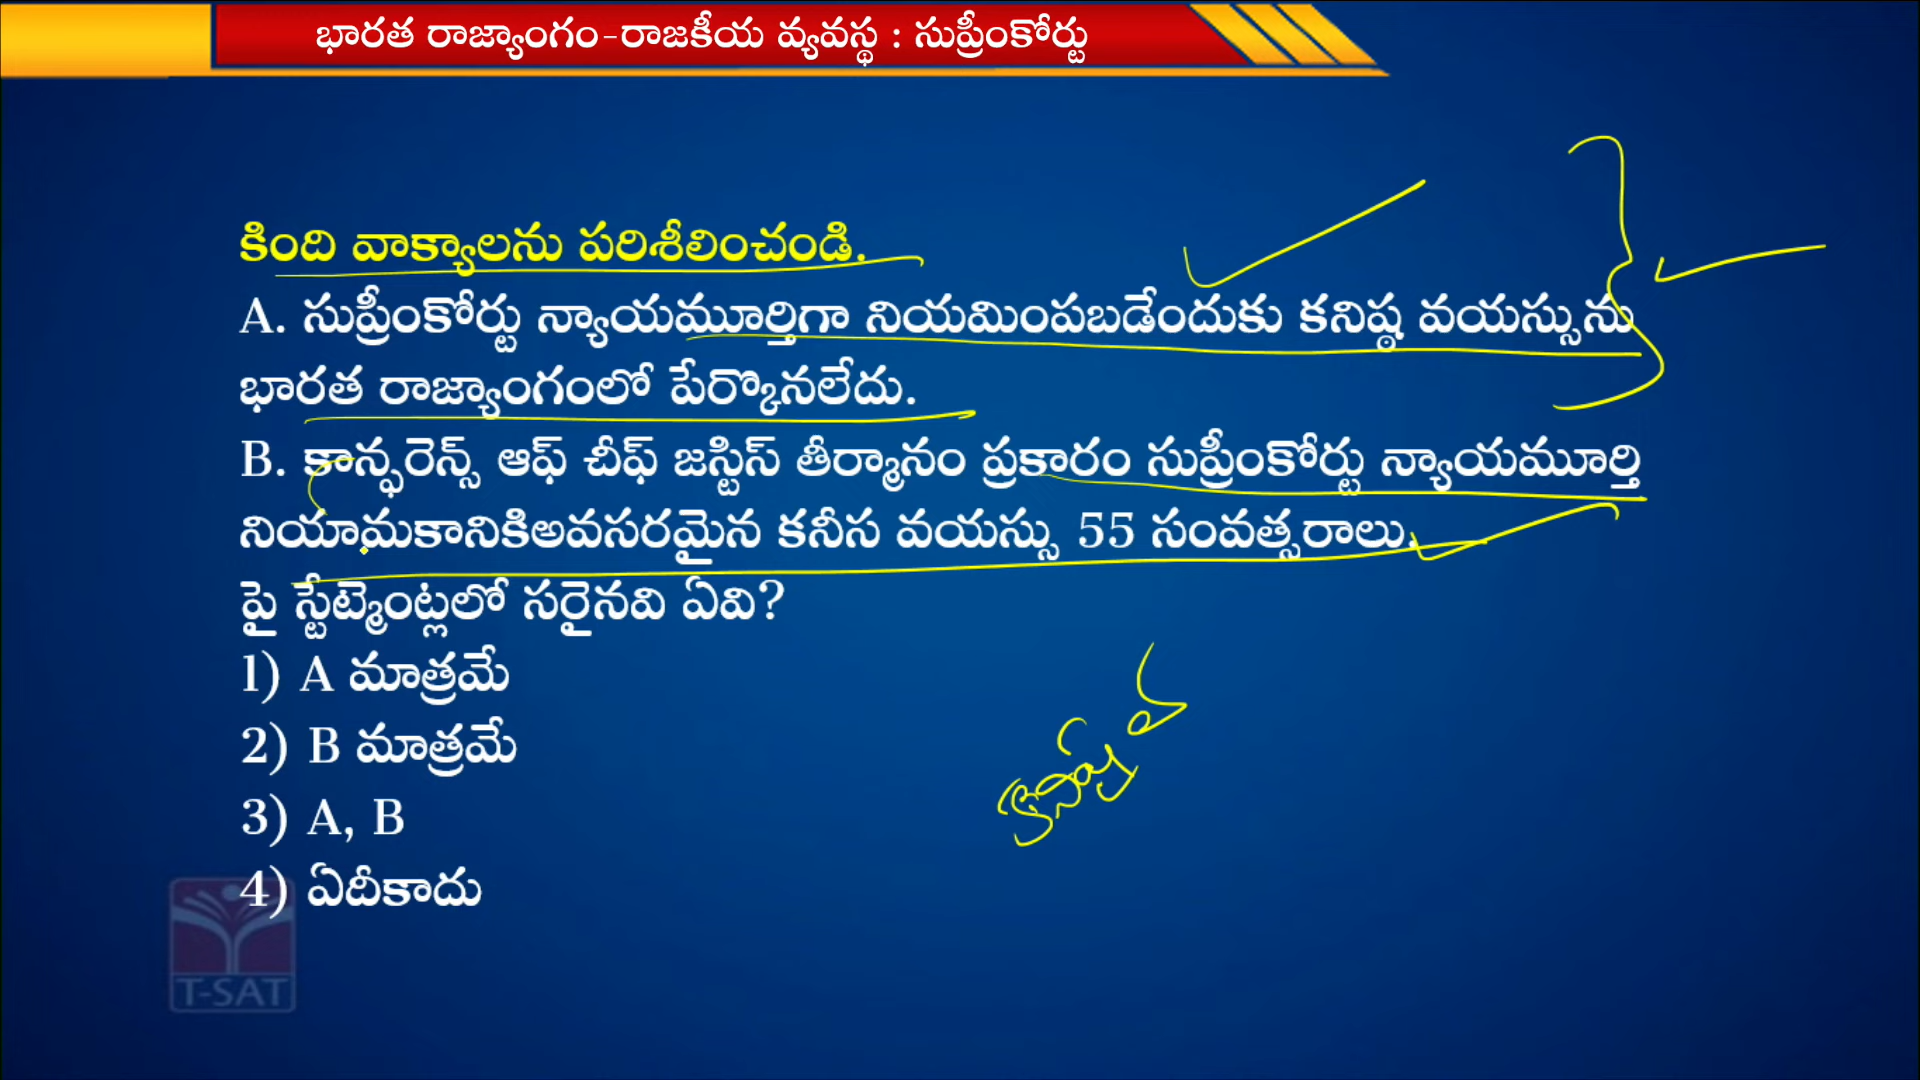 భారత రాజ్యాంగం-రాజకీయ వ్యవస్థ : సుప్రీంకోర్టు
కింది వాక్యాలను పరిశీలించండి.
A. సుప్రీంకోర్టు న్యాయమూర్తిగా నియమింపబడేందుకు కనిష్ఠ వయస్సును
భారత రాజ్యాంగంలో పేర్కొనలేదు.
B. కాన్ఫరెన్స్ ఆఫ్ చీఫ్ జస్టిస్ తీర్మానం ప్రకారం సుప్రీంకోర్టు న్యాయమూర్తి
నియామకానికిఅవసరమైన కనీస వయస్సు 55 సంవత్సరాలు.
పై స్టేట్మెంట్లలో సరైనవి ఏవి?
1) A మాత్రమే
2) B మాత్రమే
3) A, B
4) ఏదీకాదు
T-SAT